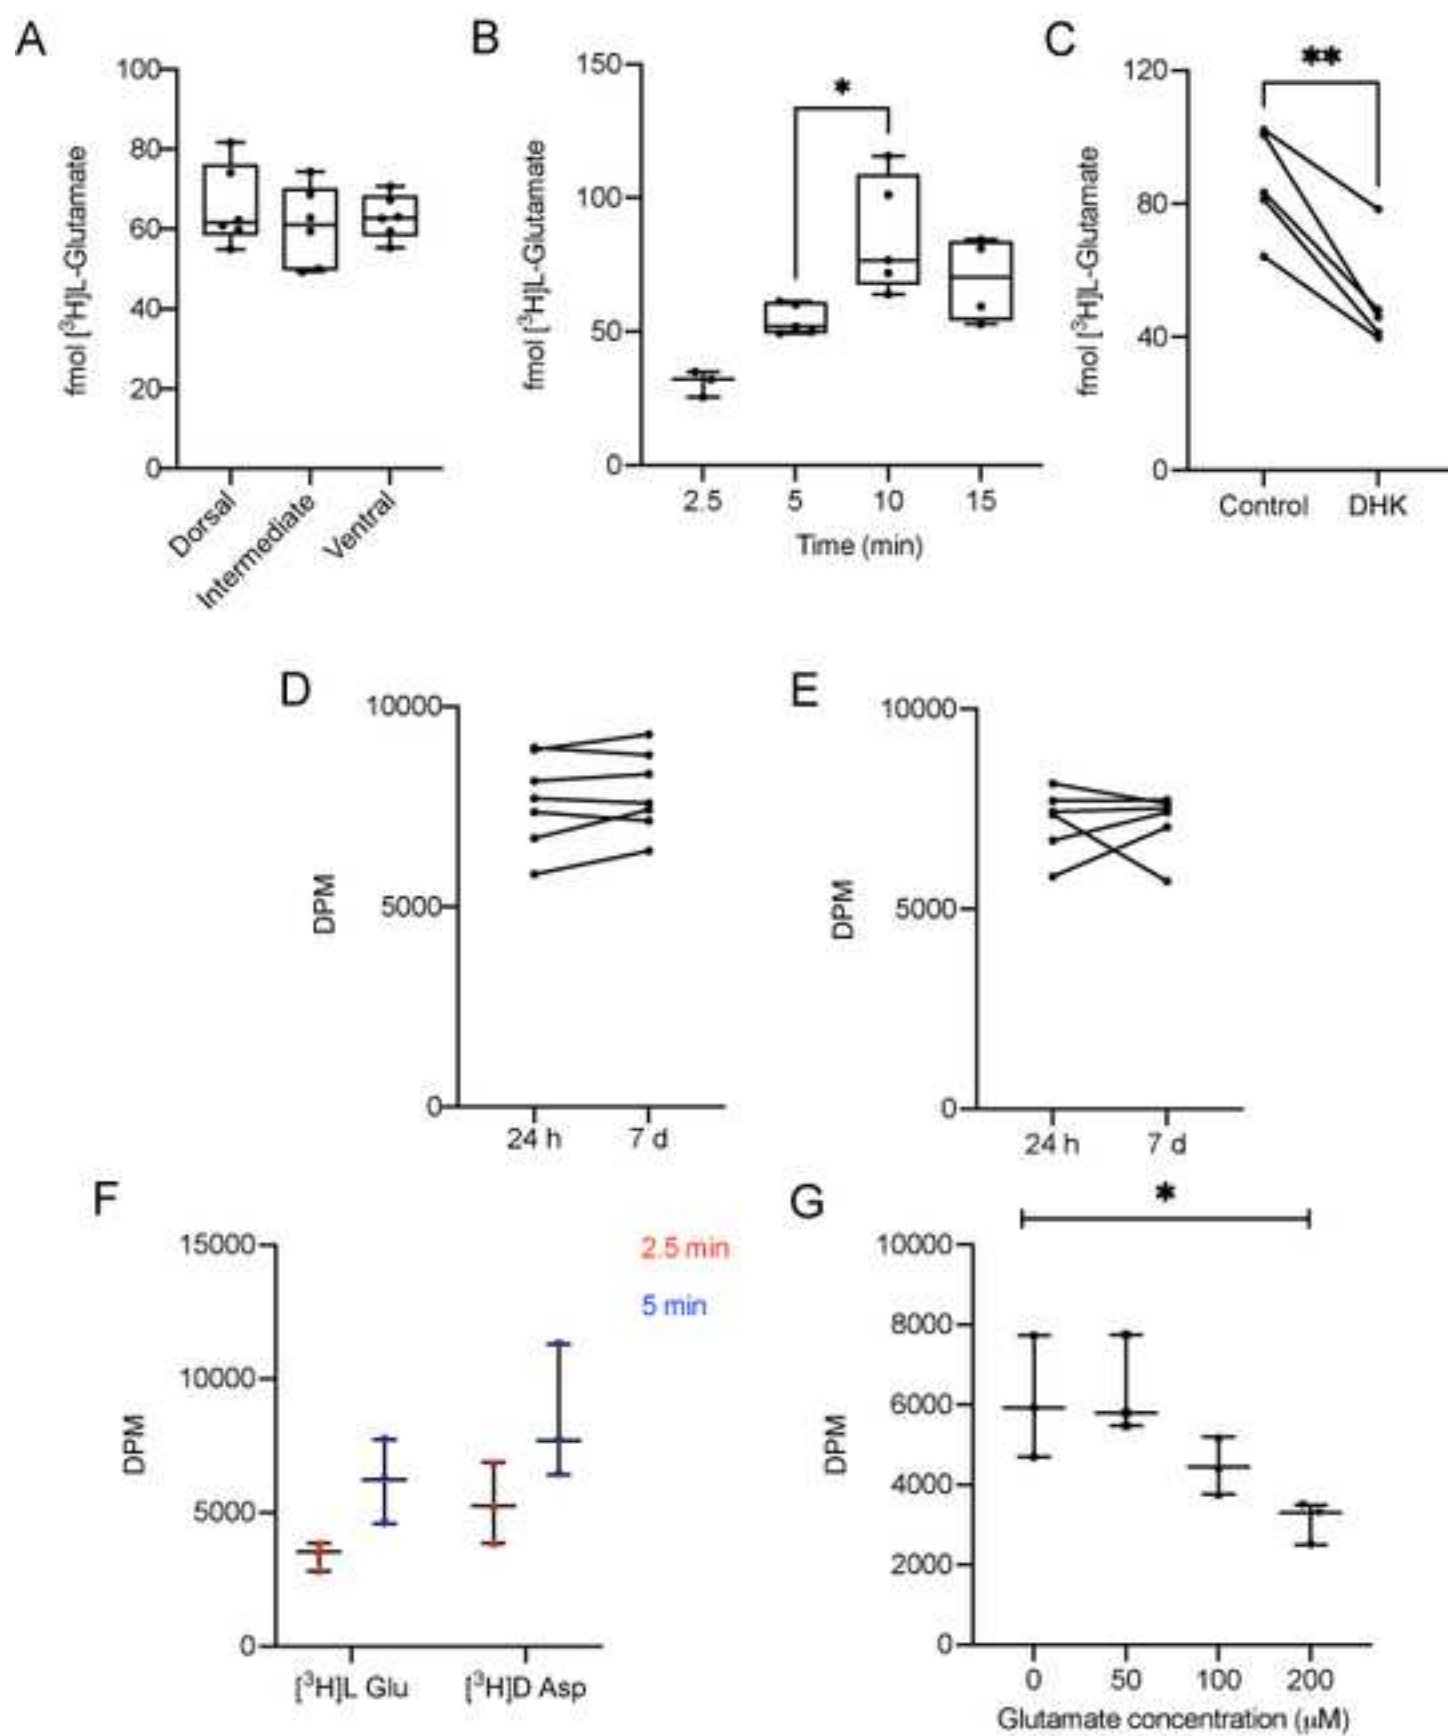 A
fmol [³H]L-Glutamate
100
80
60
40
20
0
Dorsal
Intermediate
Ventral
B
fmol [³H]L-Glutamate
150
100
50
0
*
2.5 5 10 15
Time (min)
C
fmol [³H]L-Glutamate
120
80
40
0
**
Control DHK
D
DPM
10000
5000
0
24 h 7 d
E
DPM
10000
5000
0
24 h 7 d
F
DPM
15000
10000
5000
0
2.5 min
5 min
[³H]L Glu [³H]D Asp
G
DPM
*
10000
8000
6000
4000
2000
0
0 50 100 200
Glutamate concentration (μM)